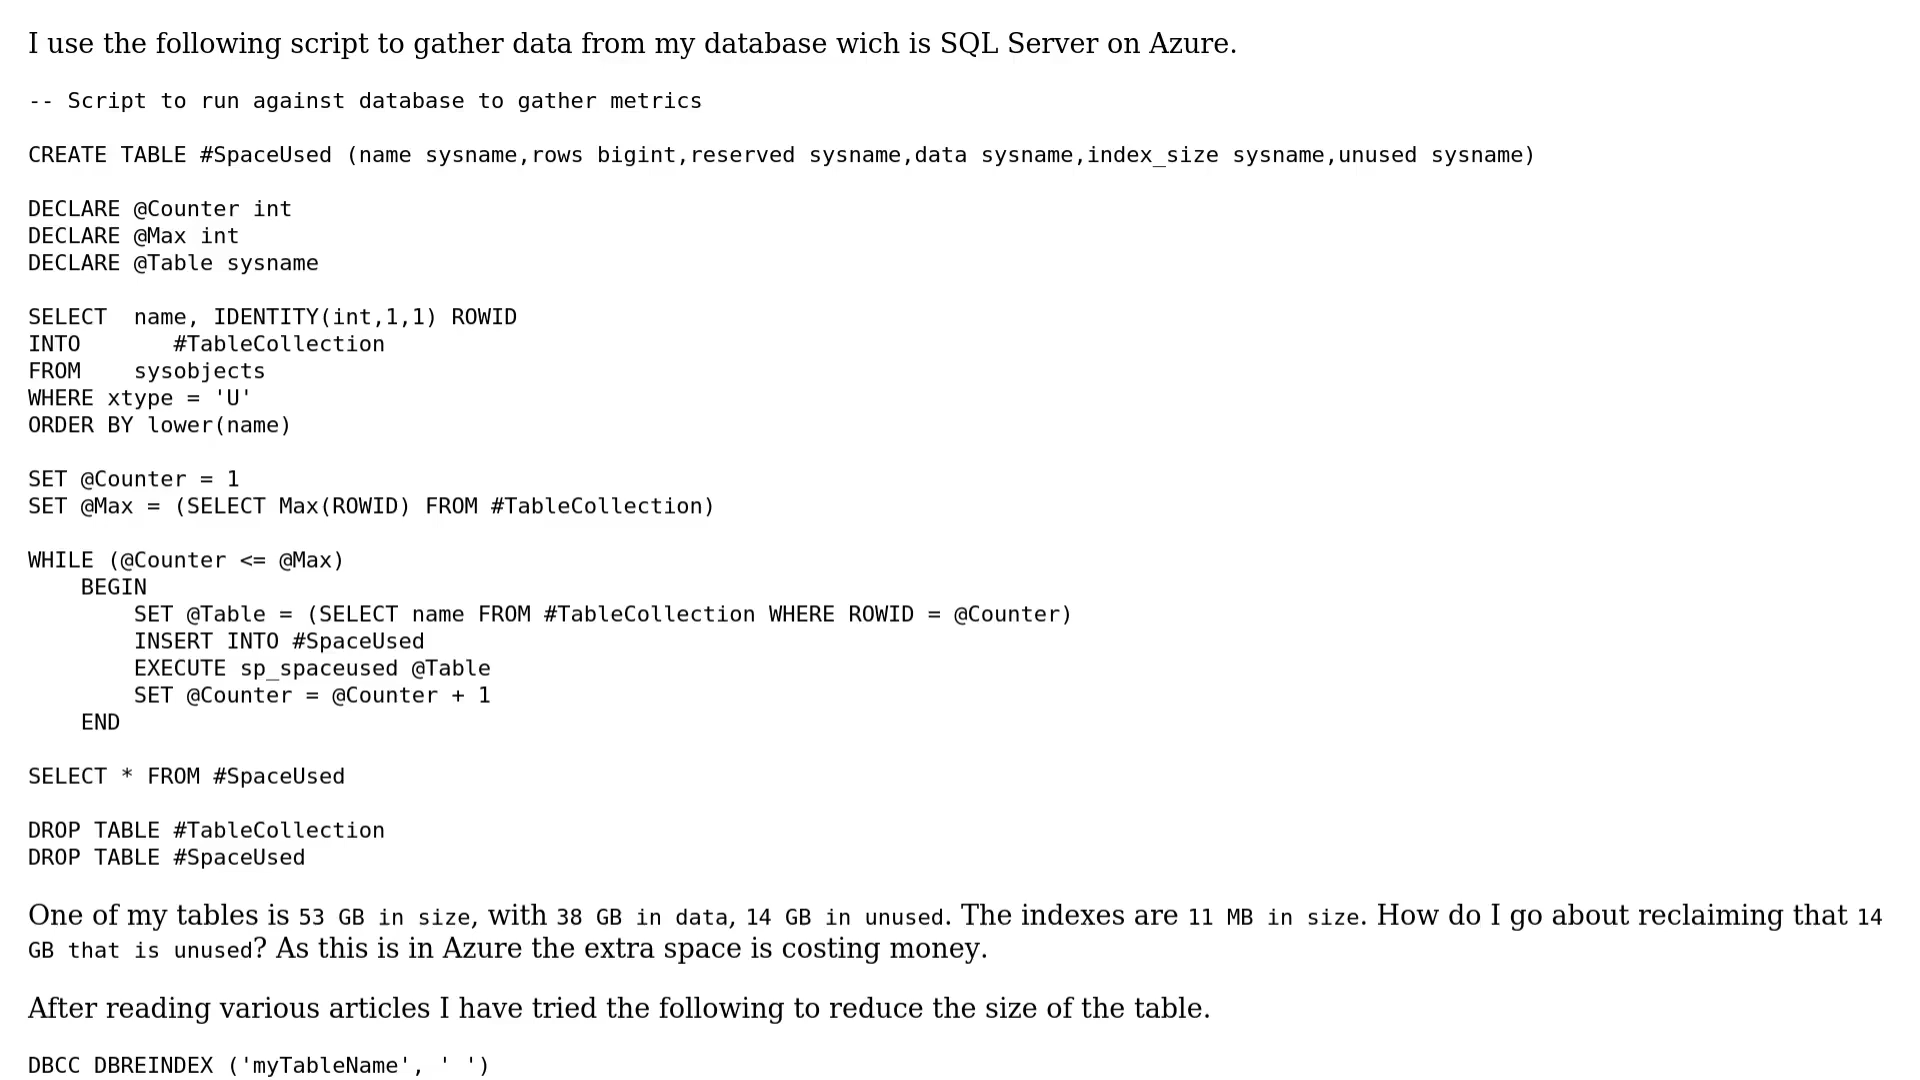 I use the following script to gather data from my database wich is SQL Server on Azure.
-- Script to run against database to gather metrics
CREATE TABLE #SpaceUsed (name sysname,rows bigint,reserved sysname,data sysname,index_size sysname,unused sysname)
DECLARE @Counter int
DECLARE @Max int
DECLARE @Table sysname
SELECT  name, IDENTITY(int,1,1) ROWID
INTO       #TableCollection
FROM    sysobjects
WHERE xtype = 'U'
ORDER BY lower(name)
SET @Counter = 1
SET @Max = (SELECT Max(ROWID) FROM #TableCollection)
WHILE (@Counter <= @Max)
    BEGIN
        SET @Table = (SELECT name FROM #TableCollection WHERE ROWID = @Counter)
        INSERT INTO #SpaceUsed
        EXECUTE sp_spaceused @Table
        SET @Counter = @Counter + 1
    END
SELECT * FROM #SpaceUsed
DROP TABLE #TableCollection
DROP TABLE #SpaceUsed
One of my tables is 53 GB in size, with 38 GB in data, 14 GB in unused. The indexes are 11 MB in size. How do I go about reclaiming that 14
GB that is unused? As this is in Azure the extra space is costing money.
After reading various articles I have tried the following to reduce the size of the table.
DBCC DBREINDEX ('myTableName', ' ')